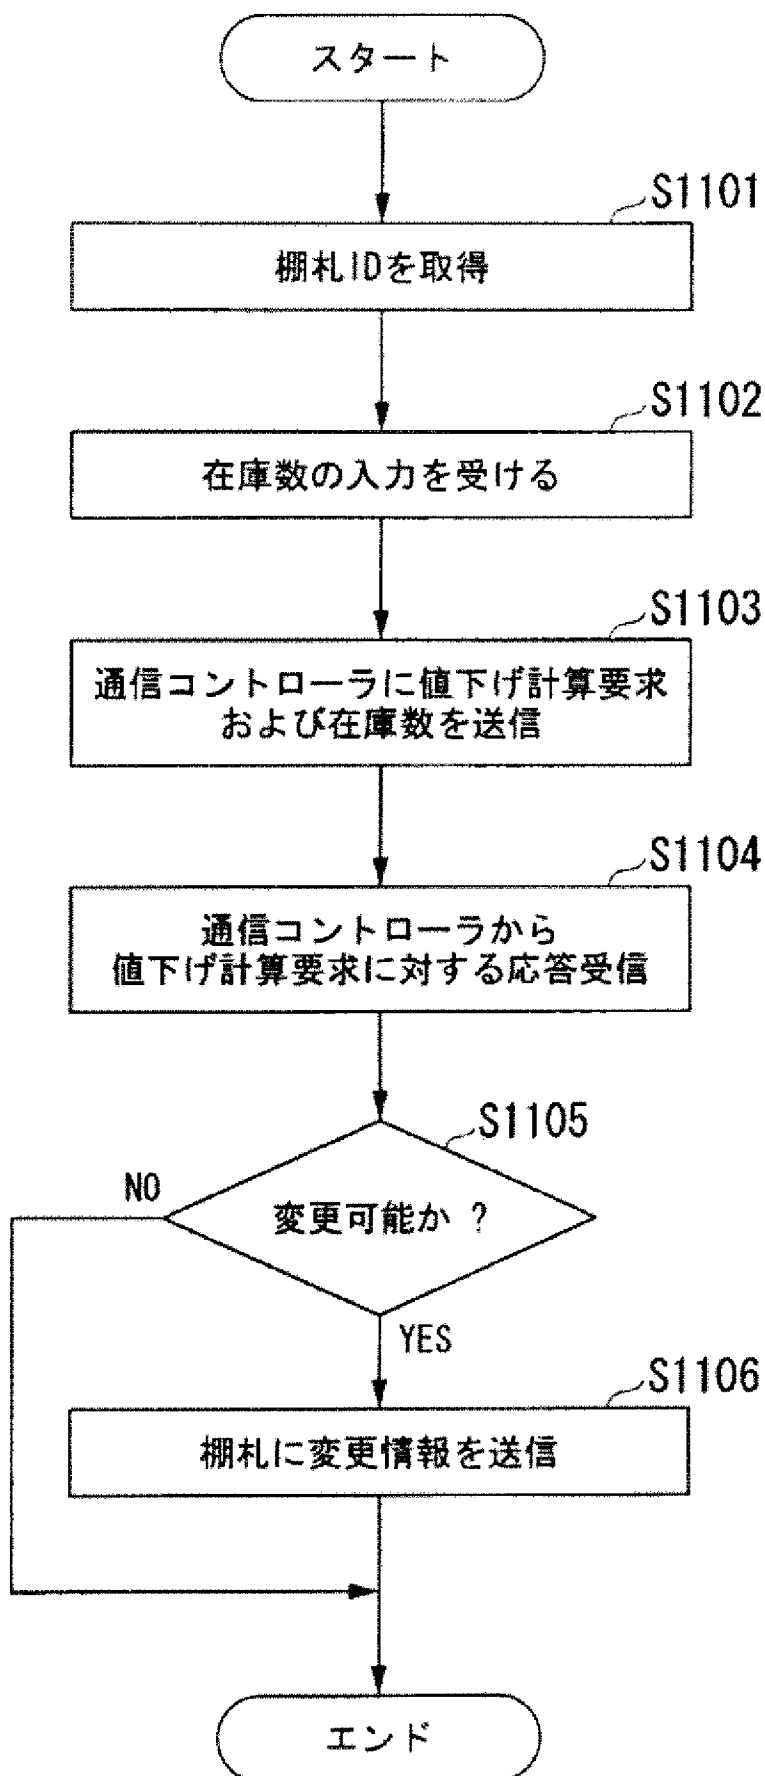 スタート
S1101
棚札IDを取得
S1102
在庫数の入力を受ける
S1103
通信コントローラに値下げ計算要求
および在庫数を送信
S1104
通信コントローラから
値下げ計算要求に対する応答受信
S1105
変更可能か ?
NO
YES
S1106
棚札に変更情報を送信
エンド